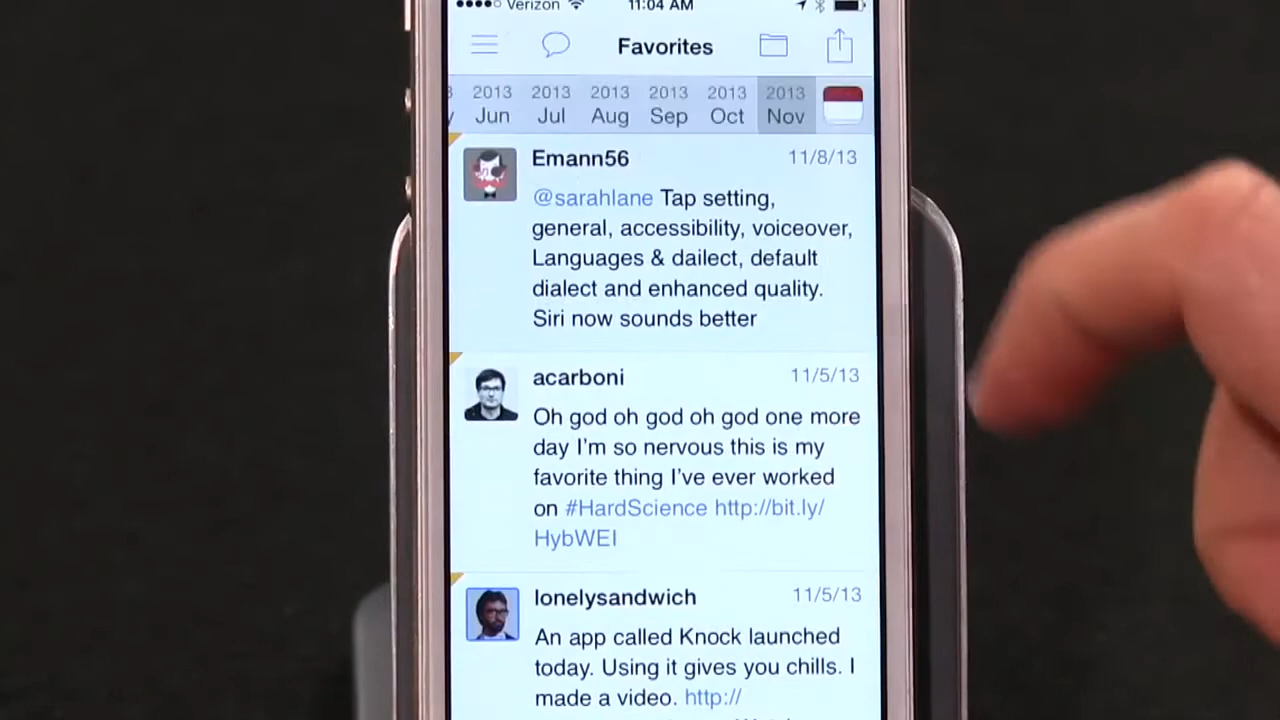 Verizon 11:04 AM
Favorites
2013 2013 2013 2013 2013 2013
Jun Jul Aug Sep Oct Nov
Emann56 11/8/13
@sarahlane Tap setting,
general, accessibility, voiceover,
Languages & dailect, default
dialect and enhanced quality.
Siri now sounds better
acarboni 11/5/13
Oh god oh god oh god one more
day I'm so nervous this is my
favorite thing I've ever worked
on #HardScience http://bit.ly/
HybWEI
lonelysandwich 11/5/13
An app called Knock launched
today. Using it gives you chills. I
made a video. http://